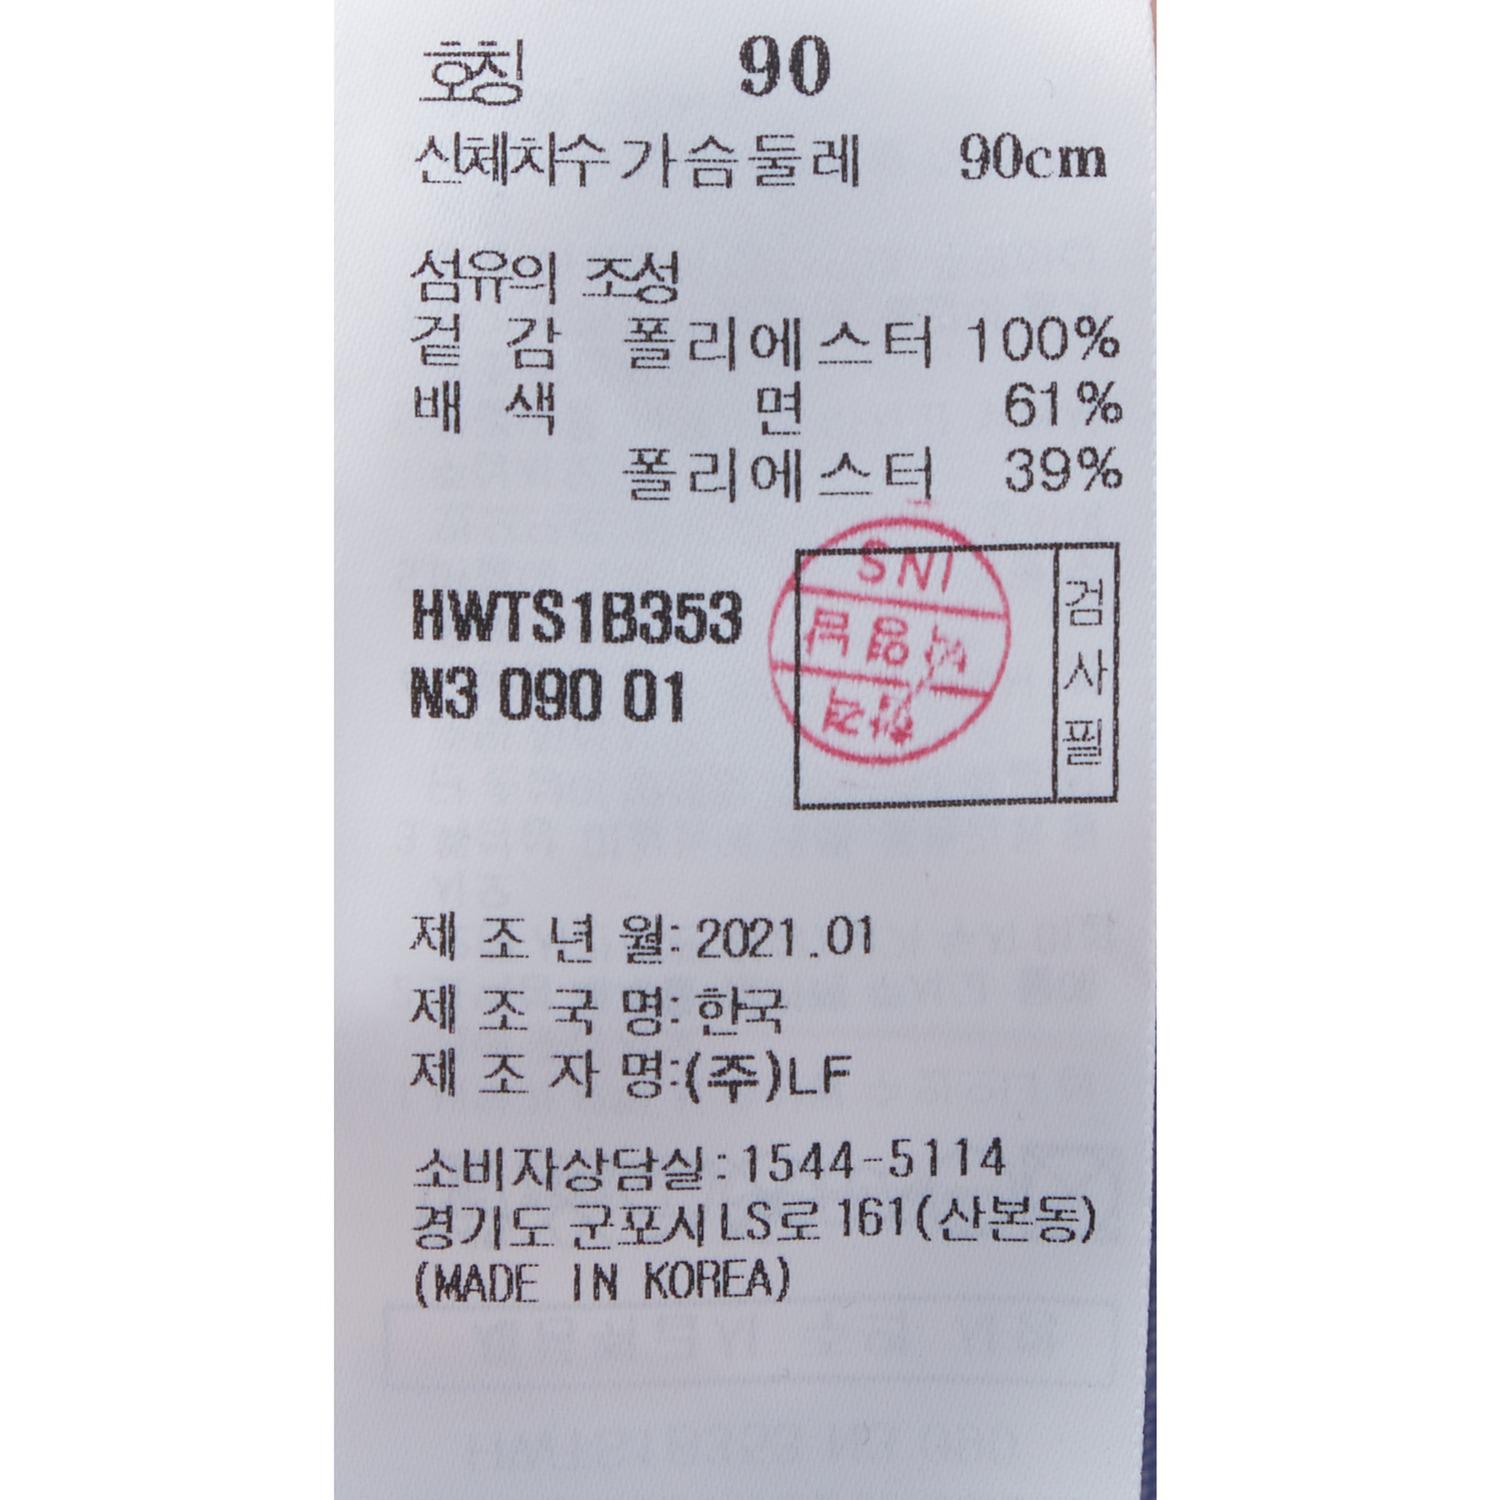 호칭 90
신체치수 가슴둘레 90cm
섬유의 조성
겉 감 폴리에스터 100%
배 색 면 61%
폴리에스터 39%
HWTS1B353
N3 090 01
INS
검사필
제 조 년 월: 2021.01
제 조 국 명: 한국
제 조 자 명:(주)LF
소비자상담실:1544-5114
경기도 군포시 LS로 161(산본동)
(MADE IN KOREA)